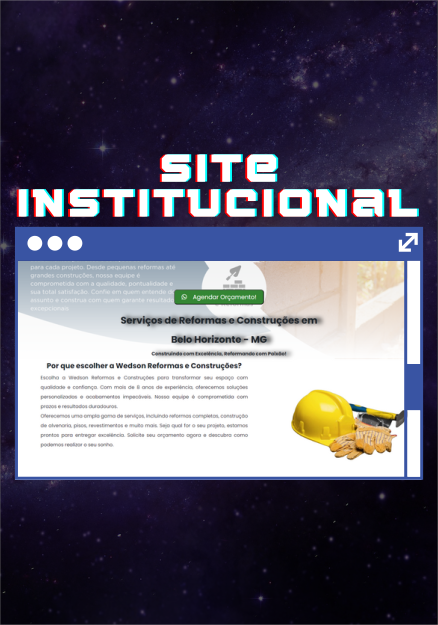 SITE
INSTITUCIONAL
para cada projeto. Desde pequenas reformas até
grandes construções, nossa equipe é
comprometida com a qualidade, pontualidade e
sua total satisfação. Conte em quem entende do
assunto e construa com quem garante resultados
excepcionais.
Agendar Orçamento!
Serviços de Reformas e Construções em
Belo Horizonte - MG
Construindo com Excelência, Reformando com Paixão!
Por que escolher a Wedson Reformas e Construções?
Escolha a Wedson Reformas e Construções para transformar seu espaço com
qualidade e confiança. Com mais de 8 anos de experiência, oferecemos soluções
personalizadas e acabamentos impecáveis. Nossa equipe é comprometida com
prazos e resultados duradouros.
Oferecemos uma ampla gama de serviços, incluindo reformas completas, construção
de alvenaria, pisos, revestimentos e muito mais. Seja qual for o seu projeto, estamos
prontos para entregar excelência. Solicite seu orçamento agora e descubra como
podemos realizar o seu sonho.